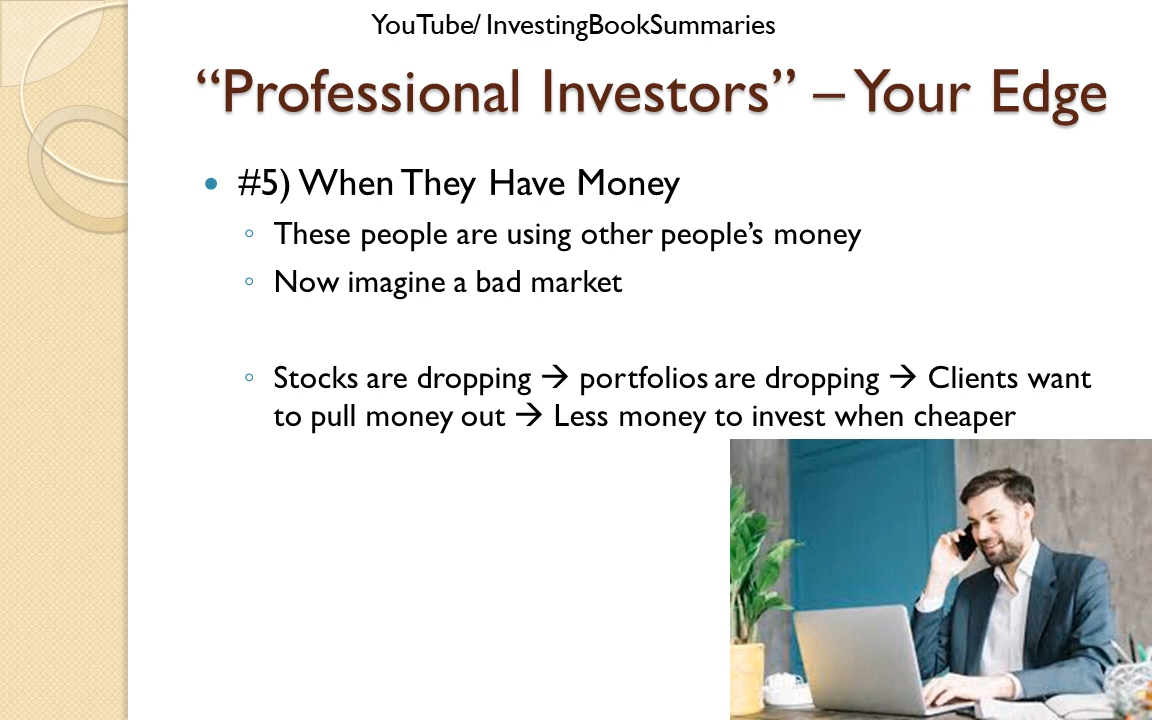 YouTube/ InvestingBookSummaries
“Professional Investors” – Your Edge
#5) When They Have Money
These people are using other people’s money
Now imagine a bad market
Stocks are dropping → portfolios are dropping → Clients want
to pull money out → Less money to invest when cheaper